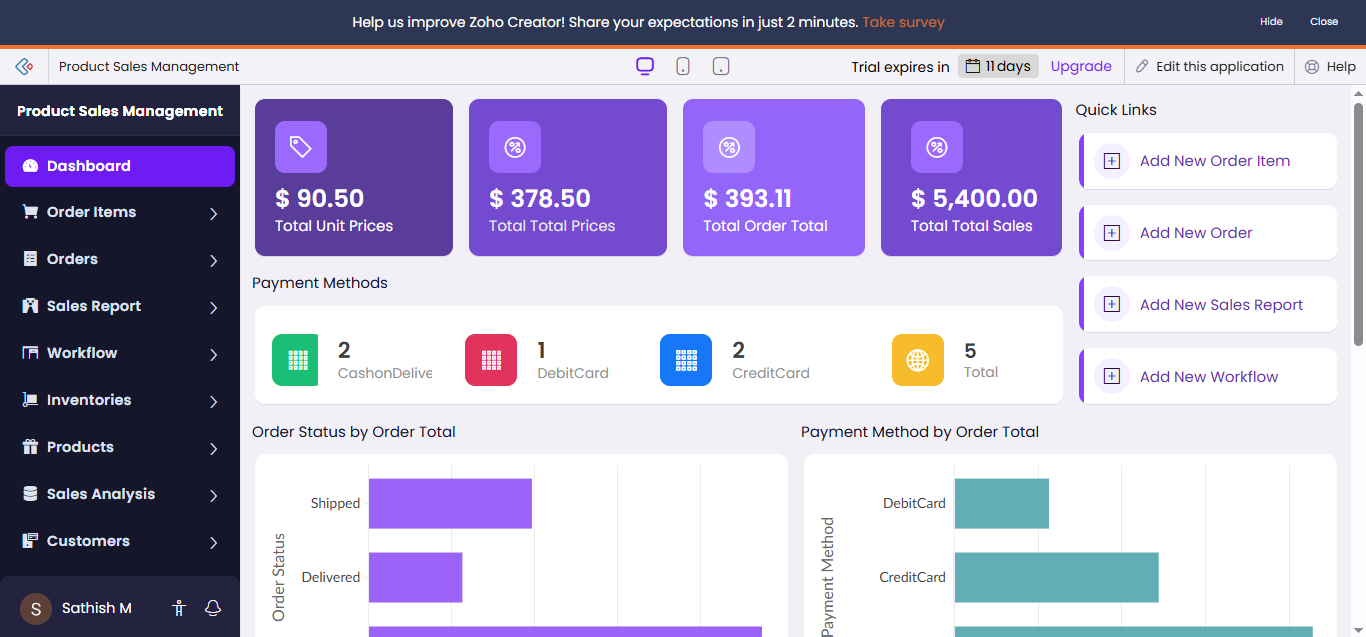 Help us improve Zoho Creator! Share your expectations in just 2 minutes. Take survey
Hide
Close
Product Sales Management
Trial expires in
11 days
Upgrade
Edit this application
Help
Product Sales Management
Dashboard
Order Items
Orders
Sales Report
Workflow
Inventories
Products
Sales Analysis
Customers
S
Sathish M
$ 90.50
Total Unit Prices
$ 378.50
Total Total Prices
$ 393.11
Total Order Total
$ 5,400.00
Total Total Sales
Quick Links
Add New Order Item
Add New Order
Add New Sales Report
Add New Workflow
Payment Methods
2
CashonDelive
1
DebitCard
2
CreditCard
5
Total
Order Status by Order Total
Order Status
Shipped
Delivered
Payment Method by Order Total
Payment Method
DebitCard
CreditCard